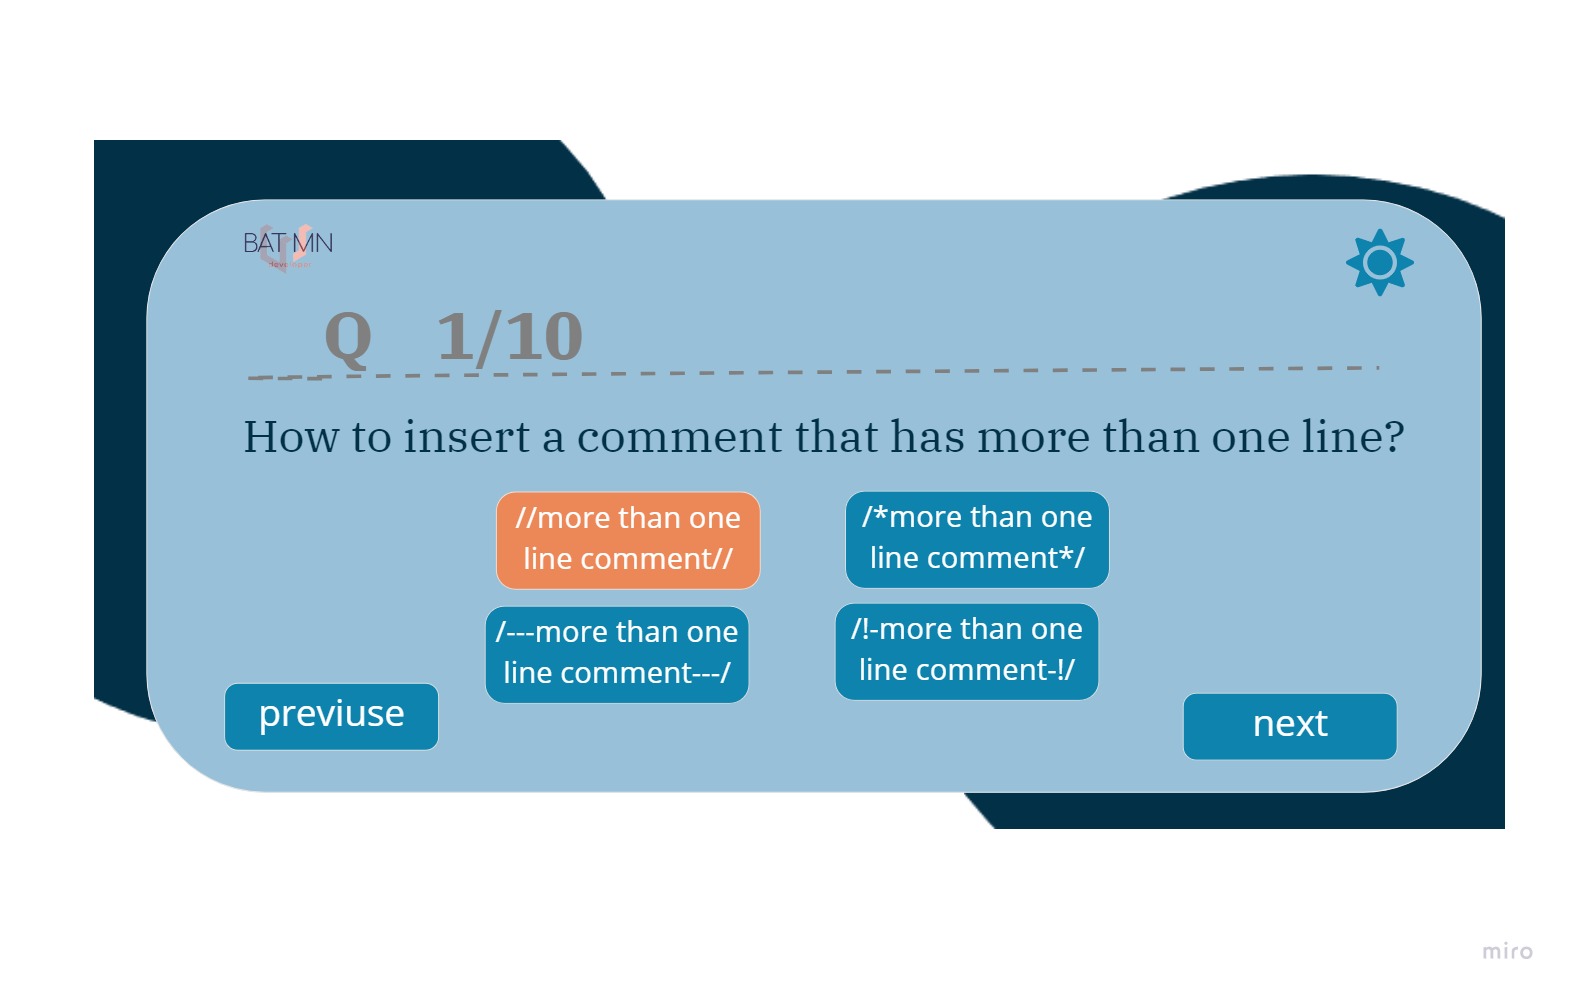 BAT MN
developer
Q 1/10
How to insert a comment that has more than one line?
//more than one
line comment//
/*more than one
line comment*/
/---more than one
line comment---/
/!-more than one
line comment-!/
previuse
next
miro